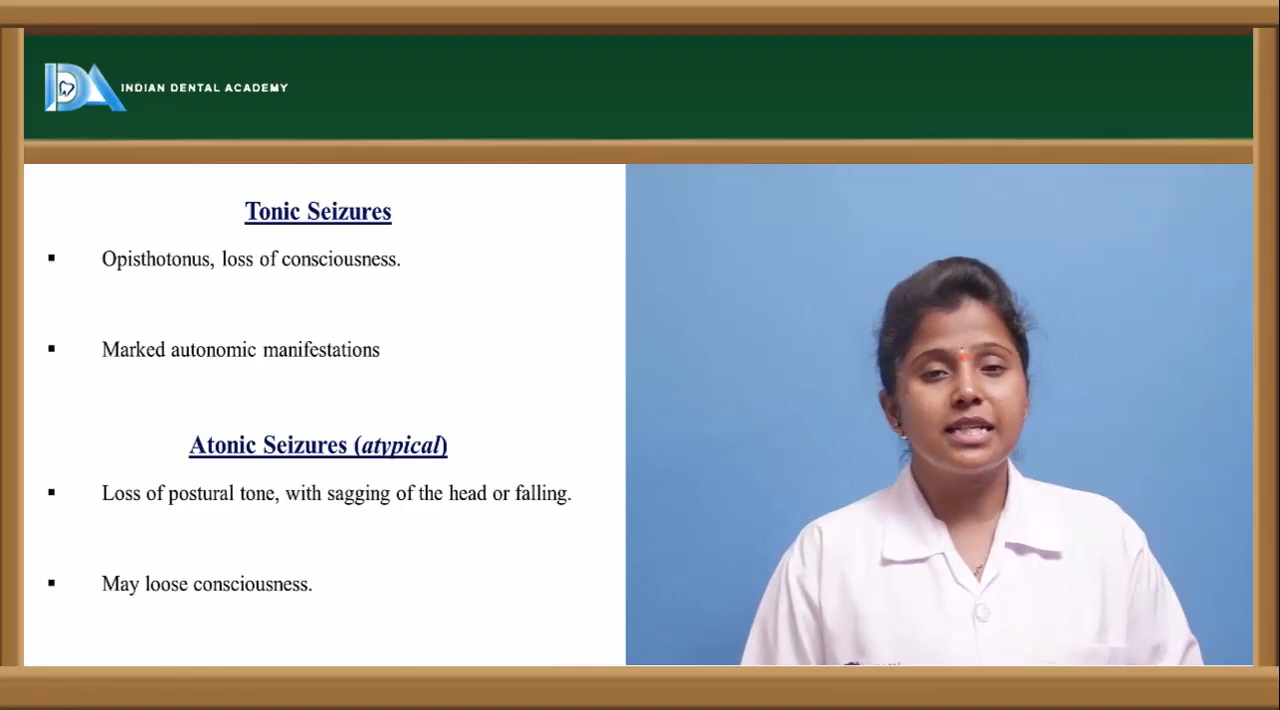 INDIAN DENTAL ACADEMY
Tonic Seizures
Opisthotonus, loss of consciousness.
Marked autonomic manifestations
Atonic Seizures (atypical)
Loss of postural tone, with sagging of the head or falling.
May loose consciousness.